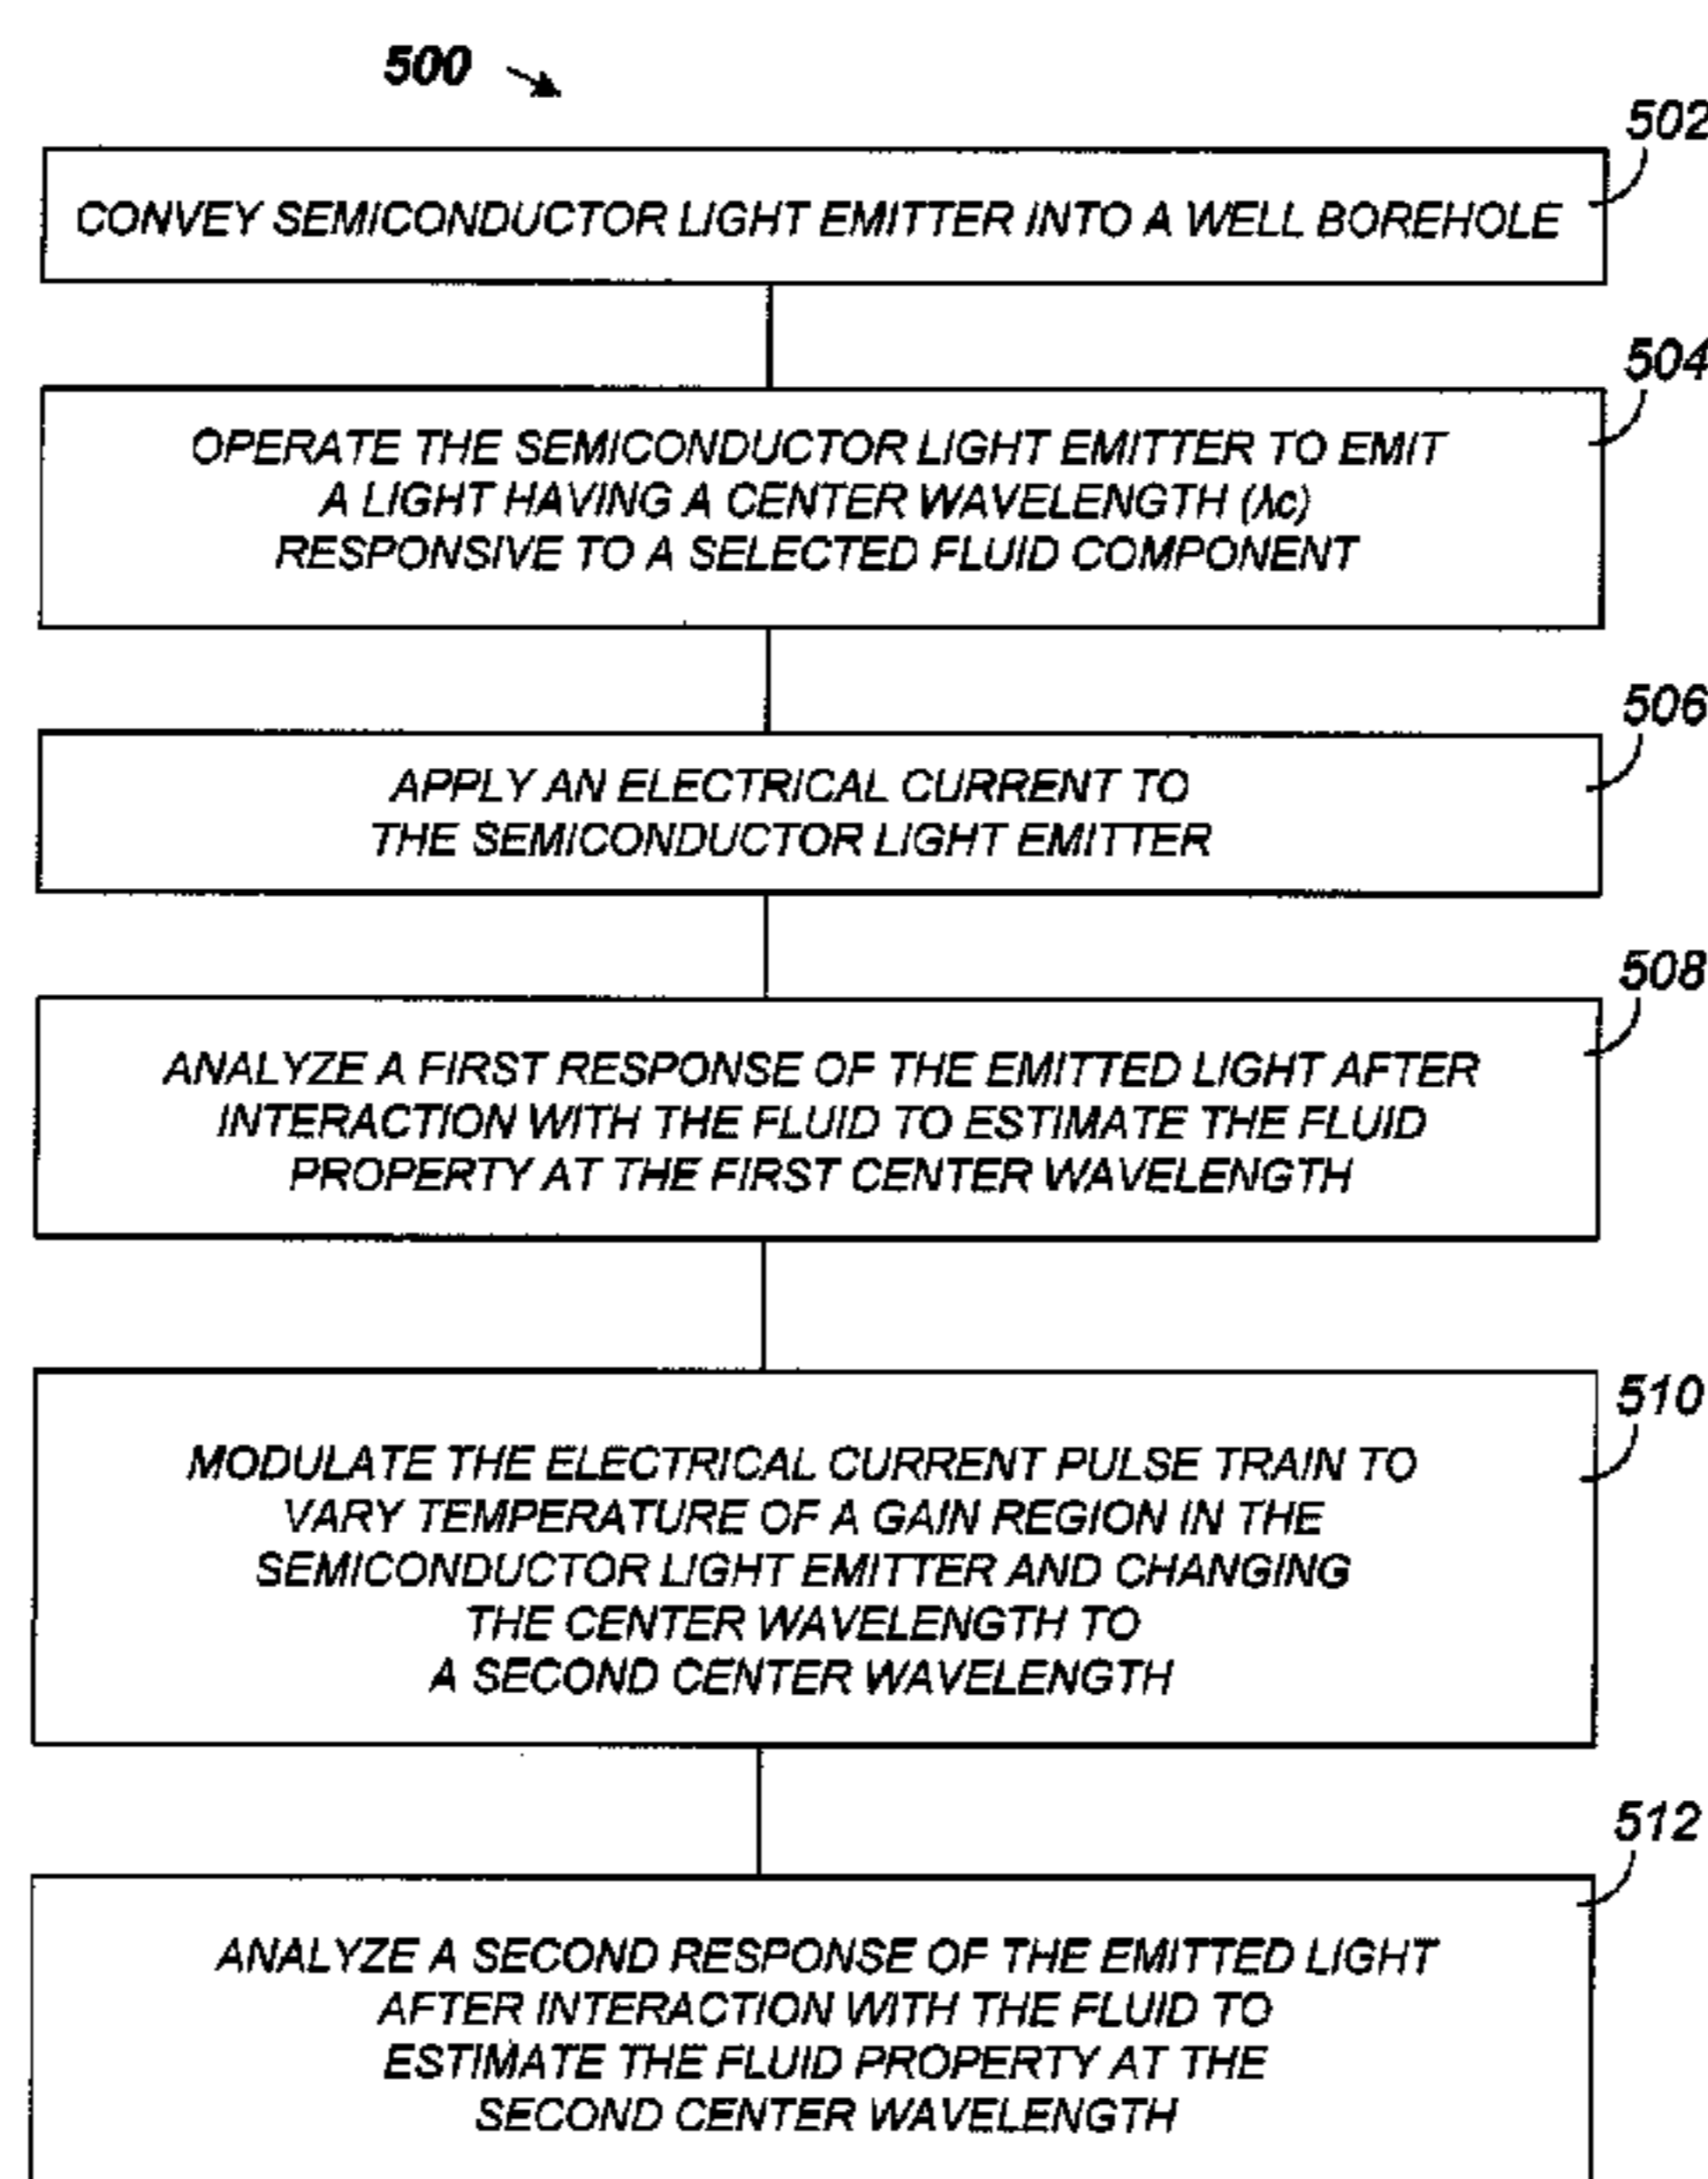 500
502
CONVEY SEMICONDUCTOR LIGHT EMITTER INTO A WELL BOREHOLE
504
OPERATE THE SEMICONDUCTOR LIGHT EMITTER TO EMIT
A LIGHT HAVING A CENTER WAVELENGTH (λc)
RESPONSIVE TO A SELECTED FLUID COMPONENT
506
APPLY AN ELECTRICAL CURRENT TO
THE SEMICONDUCTOR LIGHT EMITTER
508
ANALYZE A FIRST RESPONSE OF THE EMITTED LIGHT AFTER
INTERACTION WITH THE FLUID TO ESTIMATE THE FLUID
PROPERTY AT THE FIRST CENTER WAVELENGTH
510
MODULATE THE ELECTRICAL CURRENT PULSE TRAIN TO
VARY TEMPERATURE OF A GAIN REGION IN THE
SEMICONDUCTOR LIGHT EMITTER AND CHANGING
THE CENTER WAVELENGTH TO
A SECOND CENTER WAVELENGTH
512
ANALYZE A SECOND RESPONSE OF THE EMITTED LIGHT
AFTER INTERACTION WITH THE FLUID TO
ESTIMATE THE FLUID PROPERTY AT THE
SECOND CENTER WAVELENGTH